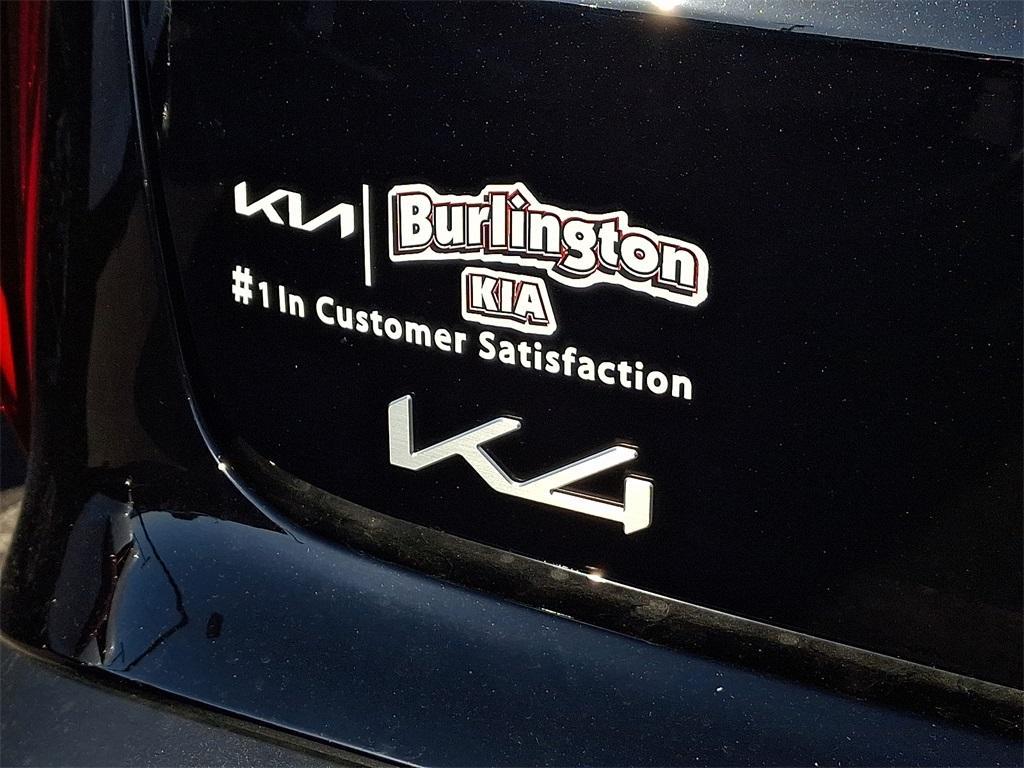 KIA
Burlington
KIA
#1 In Customer Satisfaction
K4